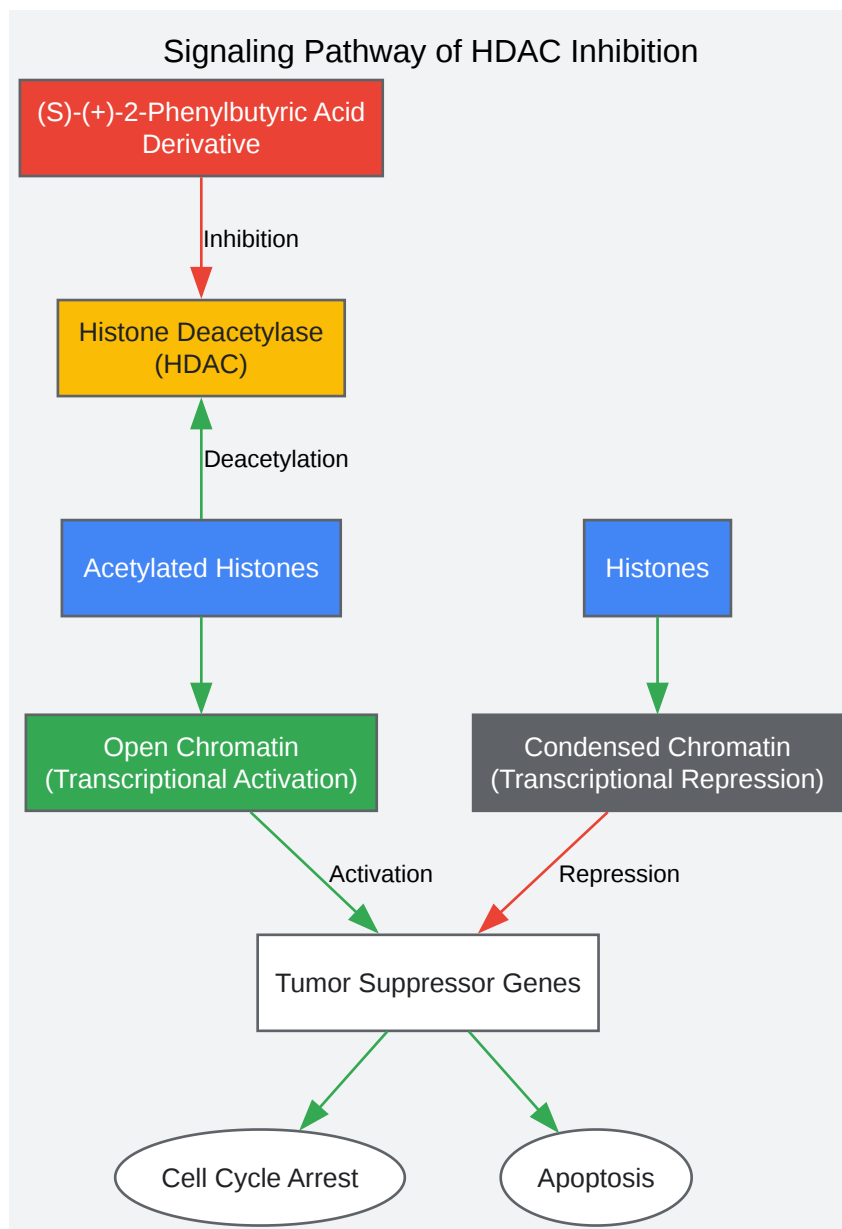 Signaling Pathway of HDAC Inhibition
(S)-(+)-2-Phenylbutyric Acid
Derivative
Inhibition
Histone Deacetylase
(HDAC)
Deacetylation
Acetylated Histones
Histones
Open Chromatin
(Transcriptional Activation)
Condensed Chromatin
(Transcriptional Repression)
Activation
Repression
Tumor Suppressor Genes
Cell Cycle Arrest
Apoptosis